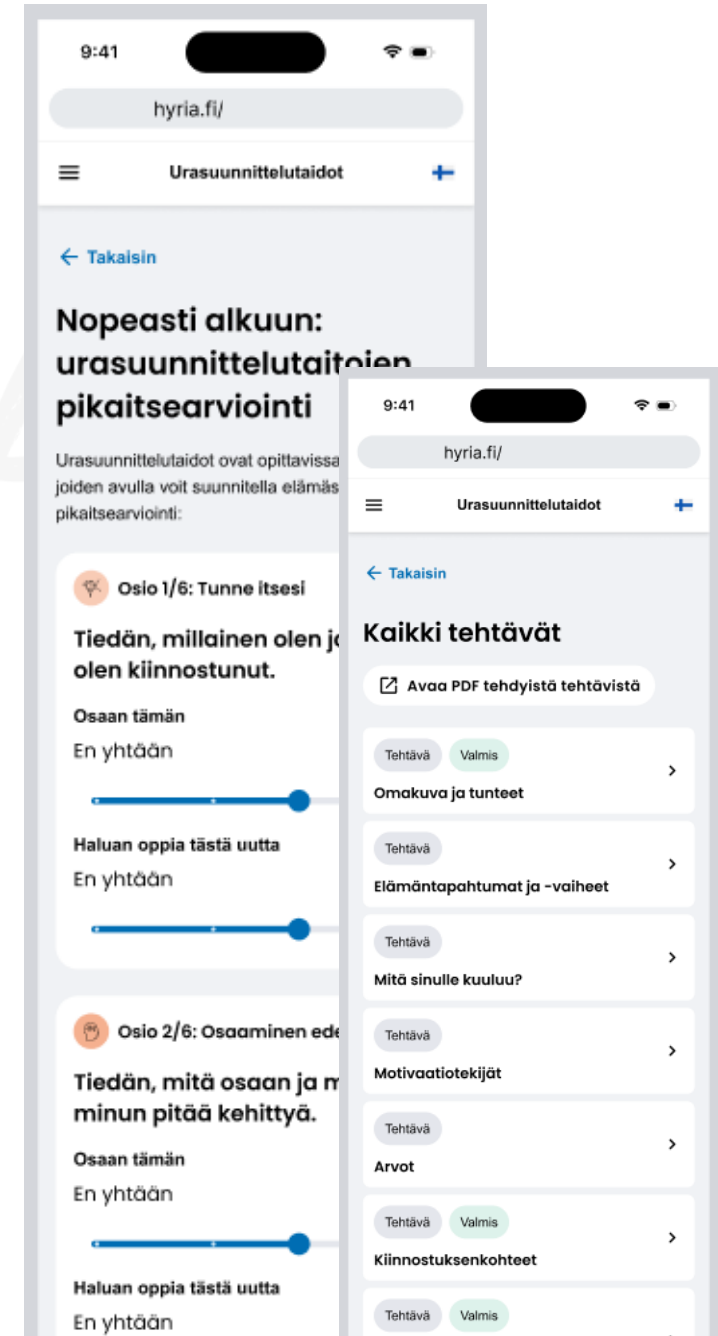 9:41
hyria.fi/
Urasuunnittelutaidot
Takaisin
Nopeasti alkuun:
urasuunnittelutaitojen
pikaitsearviointi
Urasuunnittelutaidot ovat opittavissa
joiden avulla voit suunnitella
pikaitsearviointi:
Osio 1/6: Tunne itsesi
Tiedän, millainen olen
olen kiinnostunut.
Osaan tämän
En yhtään
Haluan oppia tästä uutta
En yhtään
Osio 2/6: Osaaminen
Tiedän, mitä osaan ja
minun pitää kehittyä.
Osaan tämän
En yhtään
Haluan oppia tästä uutta
En yhtään
9:41
hyria.fi/
Urasuunnittelutaidot
Takaisin
Kaikki tehtävät
Avaa PDF tehdyistä tehtävistä
Tehtävä Valmis
Omakuva ja tunteet
Tehtävä
Elämäntapahtumat ja -vaiheet
Tehtävä
Mitä sinulle kuuluu?
Tehtävä
Motivaatiotekijät
Tehtävä
Arvot
Tehtävä Valmis
Kiinnostuksenkohteet
Tehtävä Valmis